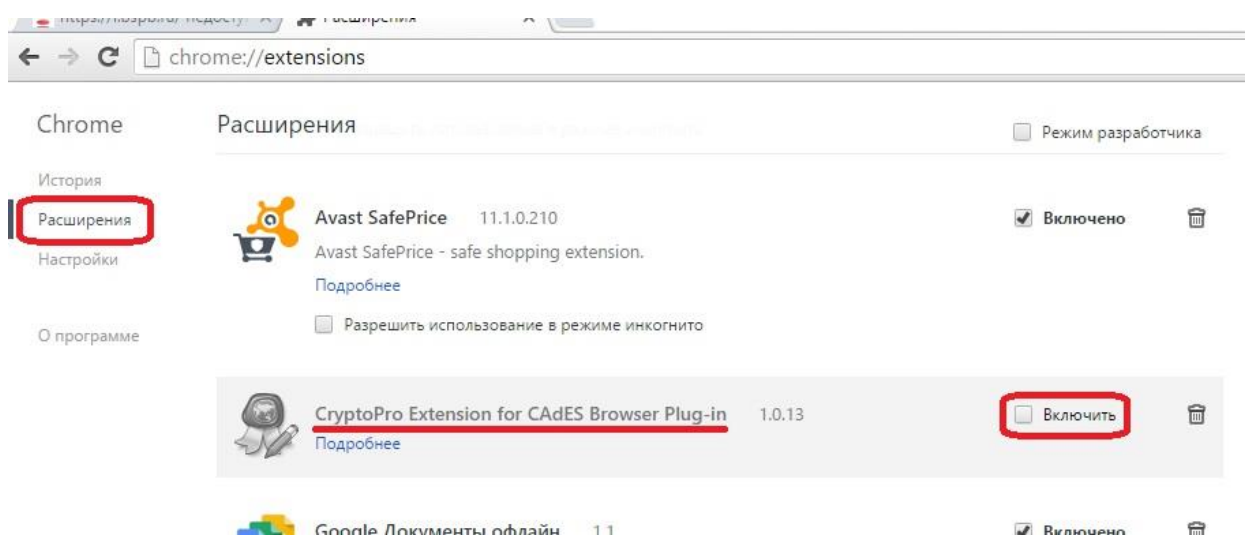 Расширения
chrome://extensions
Chrome
Расширения
Режим разработчика
История
Расширения
Настройки
О программе
Avast SafePrice 11.1.0.210
Включено
Avast SafePrice - safe shopping extension.
Подробнее
Разрешить использование в режиме инкогнито
CryptoPro Extension for CAdES Browser Plug-in 1.0.13
Включить
Подробнее
Google Документы офлайн 1.1
Включено